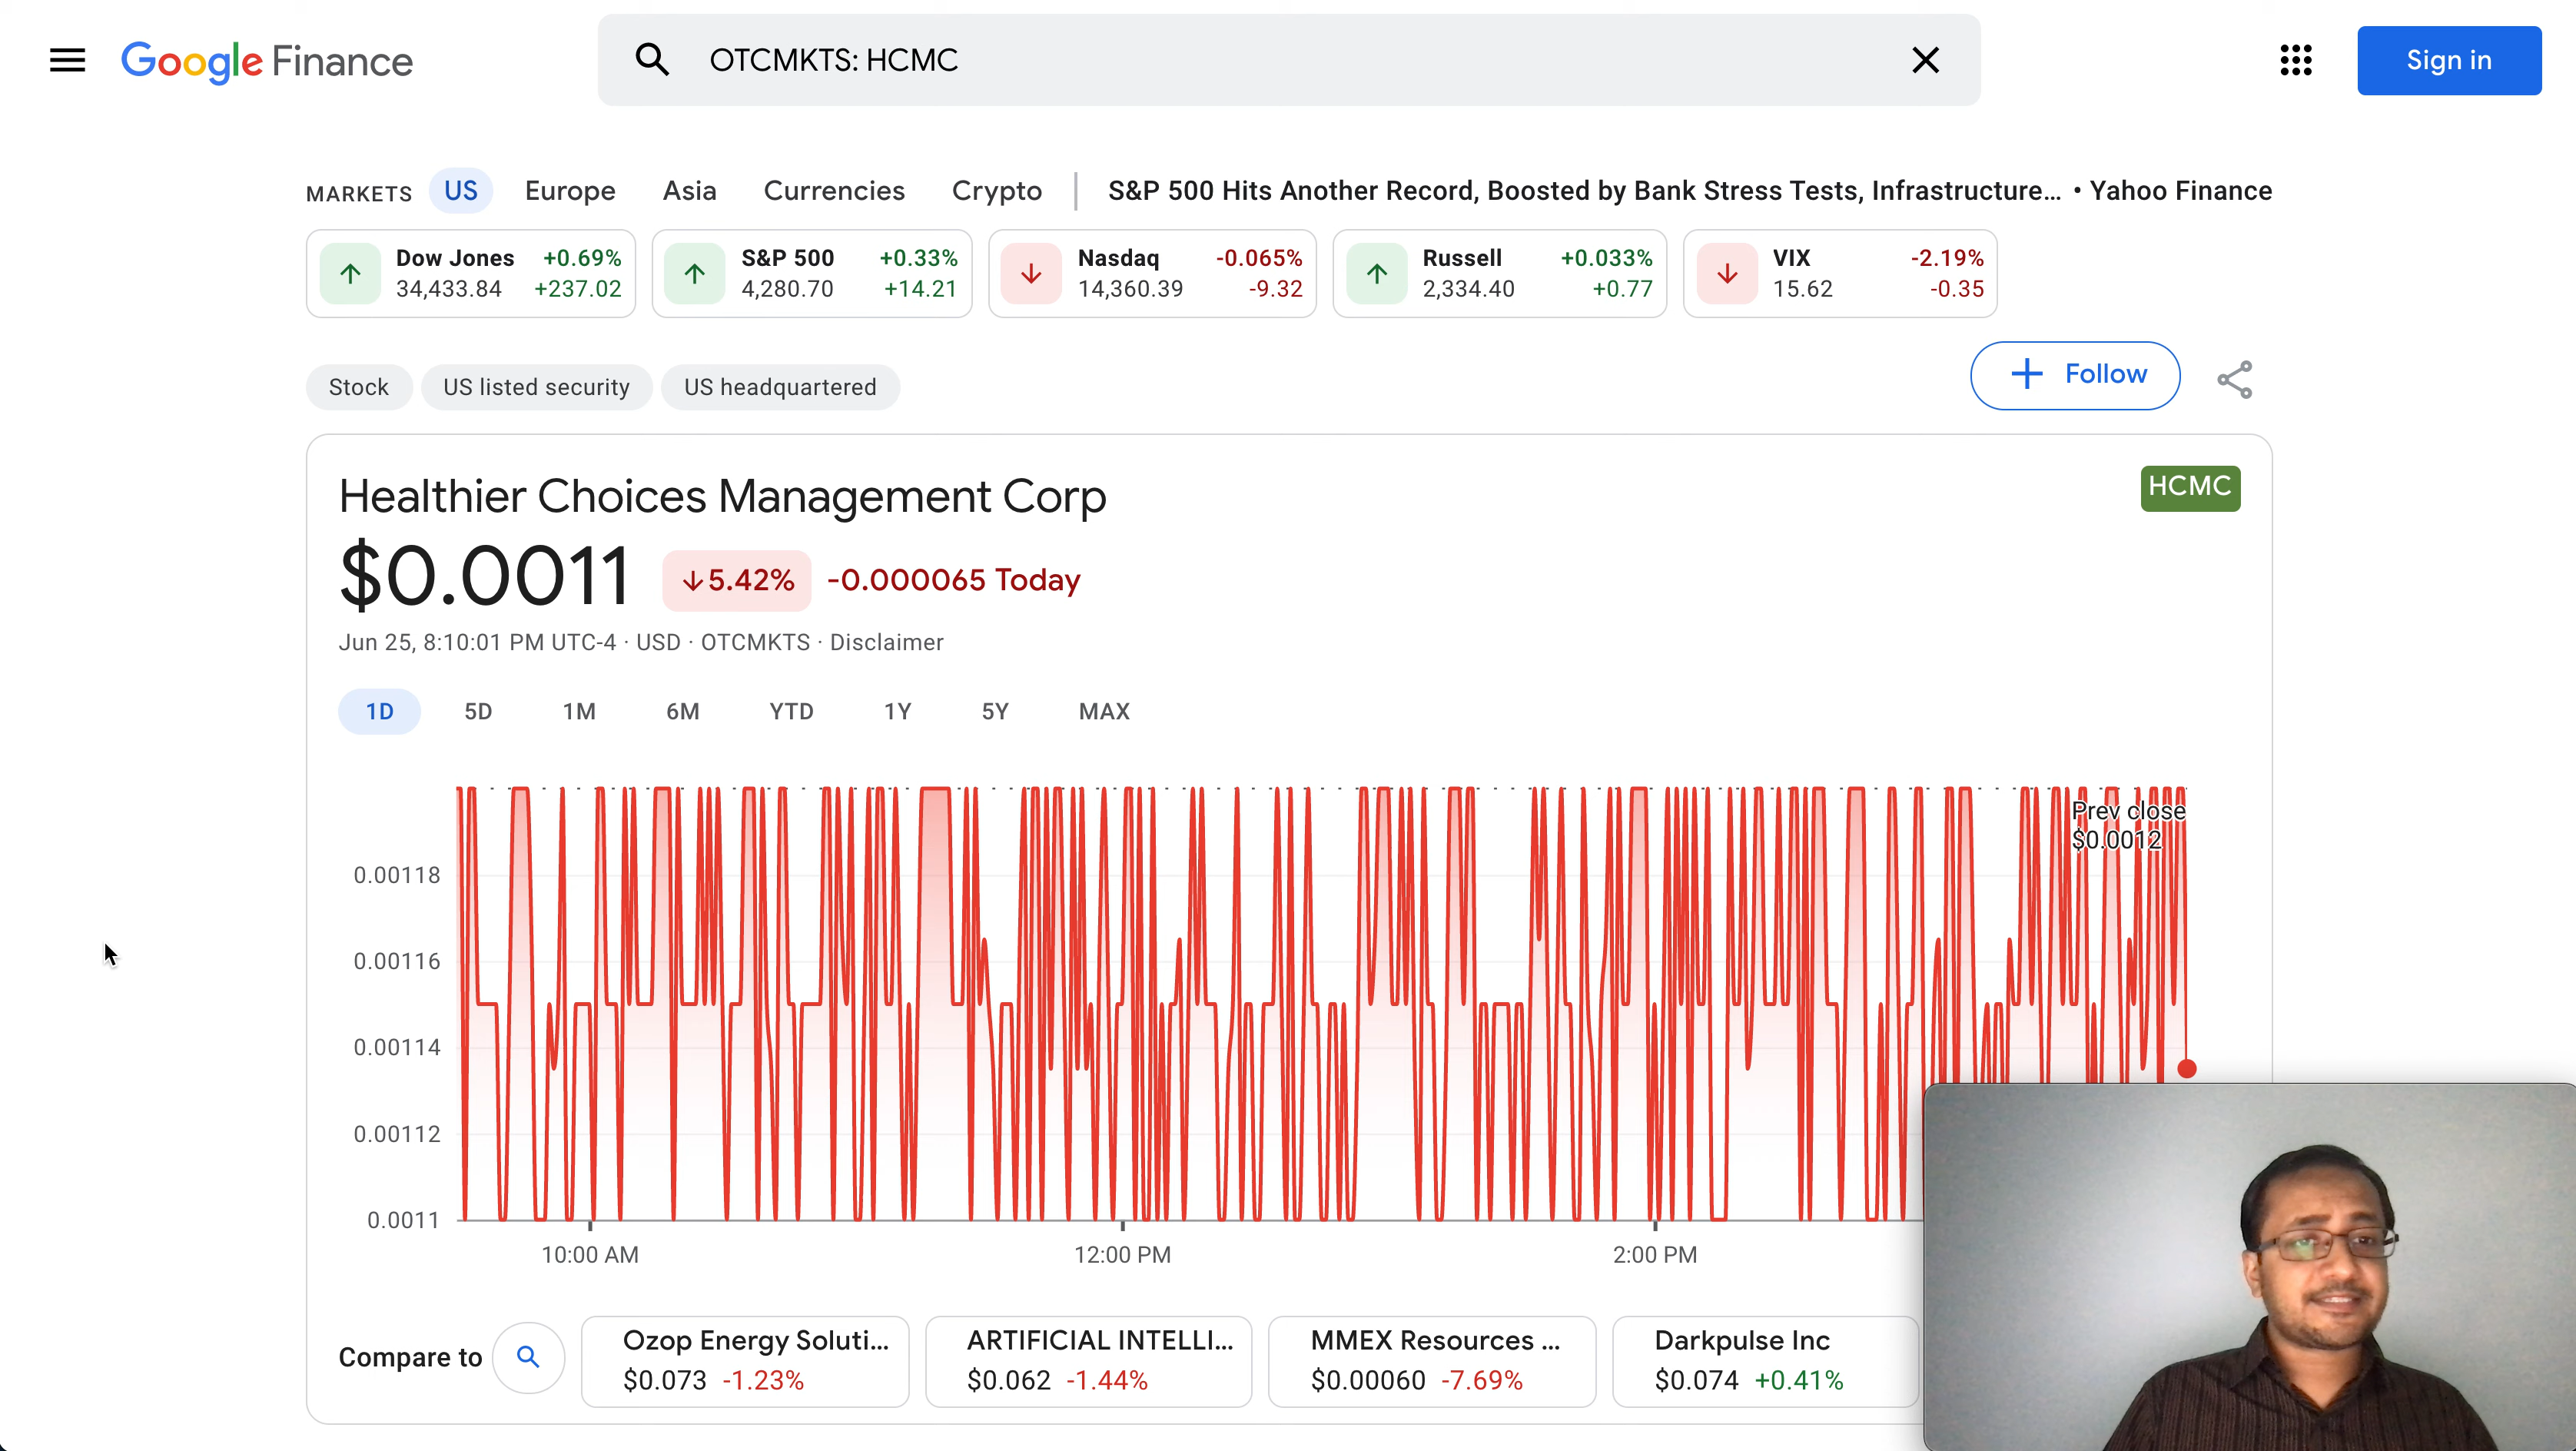 Google Finance
OTCMKTS: HCMC
Sign in
MARKETS US Europe Asia Currencies Crypto S&P 500 Hits Another Record, Boosted by Bank Stress Tests, Infrastructure... • Yahoo Finance
Dow Jones +0.69% S&P 500 +0.33% Nasdaq -0.065% Russell +0.033% VIX -2.19%
34,433.84 +237.02 4,280.70 +14.21 14,360.39 -9.32 2,334.40 +0.77 15.62 -0.35
Follow
Stock US listed security US headquartered
Healthier Choices Management Corp HCMC
$0.0011 ↓5.42% -0.000065 Today
Jun 25, 8:10:01 PM UTC-4 · USD · OTCMKTS · Disclaimer
1D 5D 1M 6M YTD 1Y 5Y MAX
Prev close
$0.0012
0.00118
0.00116
0.00114
0.00112
0.0011
10:00 AM 12:00 PM 2:00 PM
Compare to
Ozop Energy Soluti...
$0.073 -1.23%
ARTIFICIAL INTELLI...
$0.062 -1.44%
MMEX Resources ...
$0.00060 -7.69%
Darkpulse Inc
$0.074 +0.41%